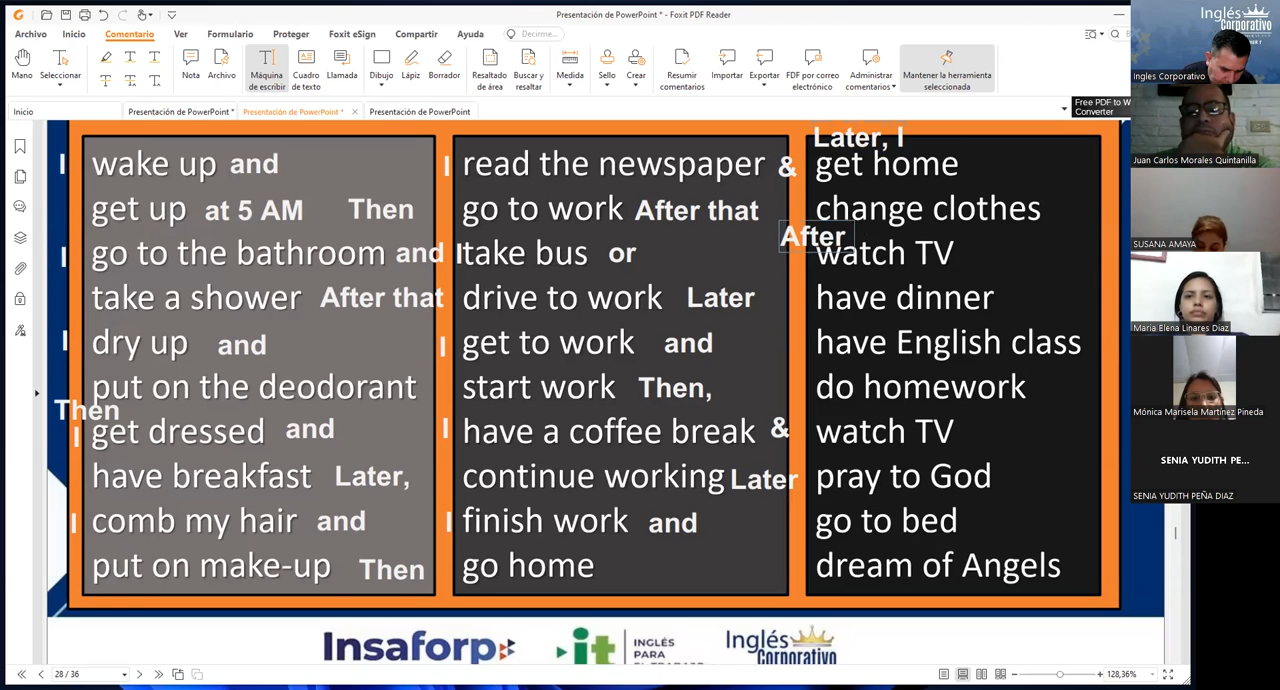 Presentación de PowerPoint * - Foxit PDF Reader
Archivo Inicio Comentario Ver Formulario Proteger Foxit eSign Compartir Ayuda Decirme...
Mano Seleccionar Nota Archivo Máquina de escribir Cuadro de texto Llamada Dibujo Lápiz Borrador Resaltado de área Buscar y resaltar Medida Sello Crear Resumir comentarios Importar Exportar PDF por correo electrónico Administrar comentarios Mantener la herramienta seleccionada
Inicio Presentación de PowerPoint * Presentación de PowerPoint * Presentación de PowerPoint
Free PDF to W
Converter
I wake up and
get up at 5 AM Then
I go to the bathroom and
take a shower After that
I dry up and
put on the deodorant
Then
I get dressed and
have breakfast Later,
I comb my hair and
put on make-up Then
I read the newspaper &
go to work After that
I take bus or
drive to work Later
I get to work and
start work Then,
I have a coffee break &
continue working Later
I finish work and
go home
Later, I
get home
change clothes
After
watch TV
have dinner
have English class
do homework
watch TV
pray to God
go to bed
dream of Angels
Insaforp
it
INGLÉS
PARA
Inglés
Corporativo
28 / 36
128,36%
Inglés
Corporativo
Ingles Corporativo
Juan Carlos Morales Quintanilla
SUSANA AMAYA
Maria Elena Linares Diaz
Mónica Marisela Martínez Pineda
SENIA YUDITH PE...
SENIA YUDITH PEÑA DIAZ